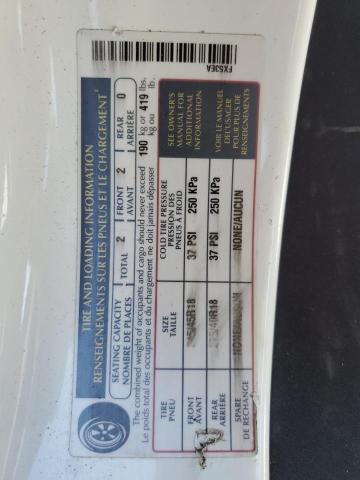 FX53EA
TIRE AND LOADING INFORMATION
RENSEIGNEMENTS SUR LES PNEUS ET LE CHARGEMENT
SEATING CAPACITY
NOMBRE DE PLACES
TOTAL 2
FRONT
AVANT 2
REAR
ARRIÈRE 0
The combined weight of occupants and cargo should never exceed
Le poids total des occupants et du chargement ne doit jamais dépasser
190 kg or 419 lbs.
kg ou lb.
TIRE
PNEU
SIZE
TAILLE
COLD TIRE PRESSURE
PRESSION DES
PNEUS À FROID
SEE OWNER'S
MANUAL FOR
ADDITIONAL
INFORMATION
FRONT
AVANT
37 PSI 250 KPa
REAR
ARRIÈRE
37 PSI 250 KPa
VOIR LE MANUEL
DE L'USAGER
POUR PLUS DE
RENSEIGNEMENTS
SPARE
DE RECHANGE
NONE/AUCUN